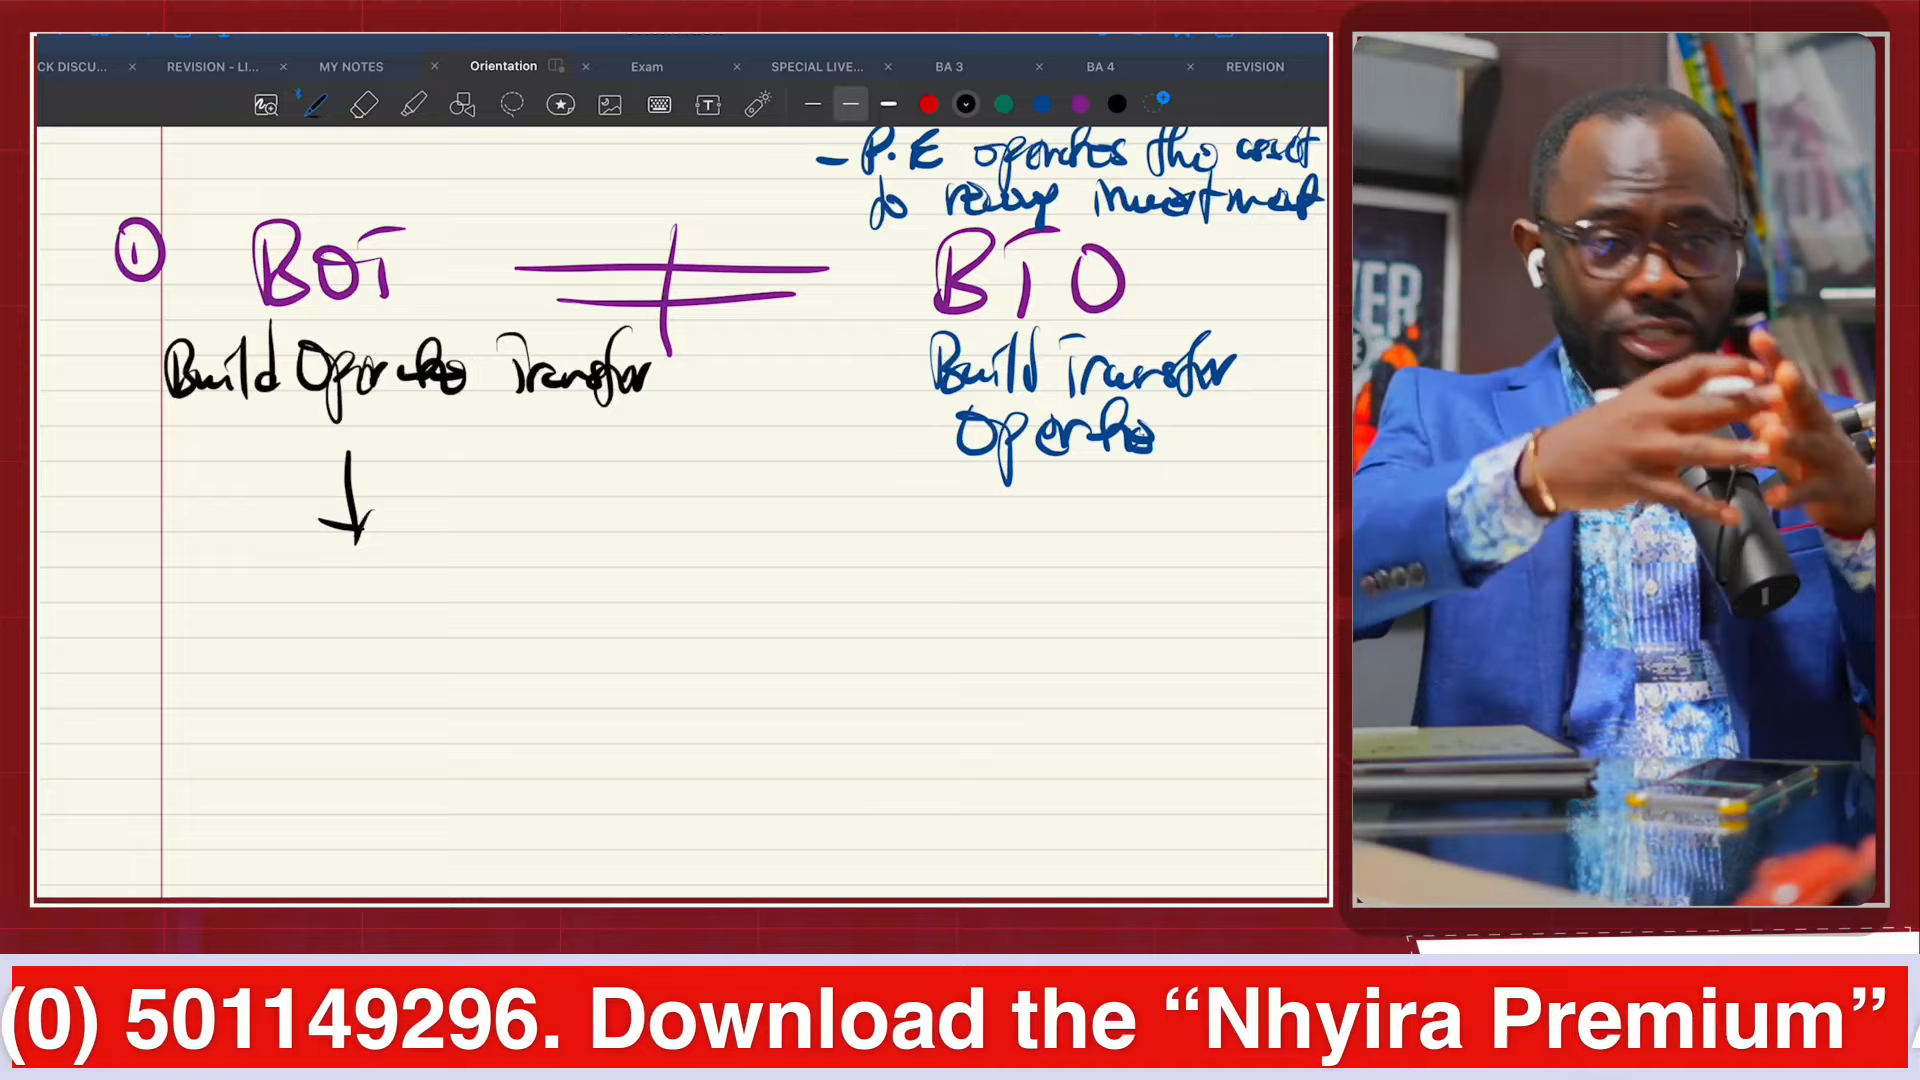 CK DISCU... × REVISION - LI... × MY NOTES × Orientation × Exam × SPECIAL LIVE... × BA 3 × BA 4 × REVISION
- P.E operates the asset
to recoup investment
1 BOT ≠ BTO
Build Operate Transfer
Build Transfer
Operate
(0) 501149296. Download the “Nhyira Premium”